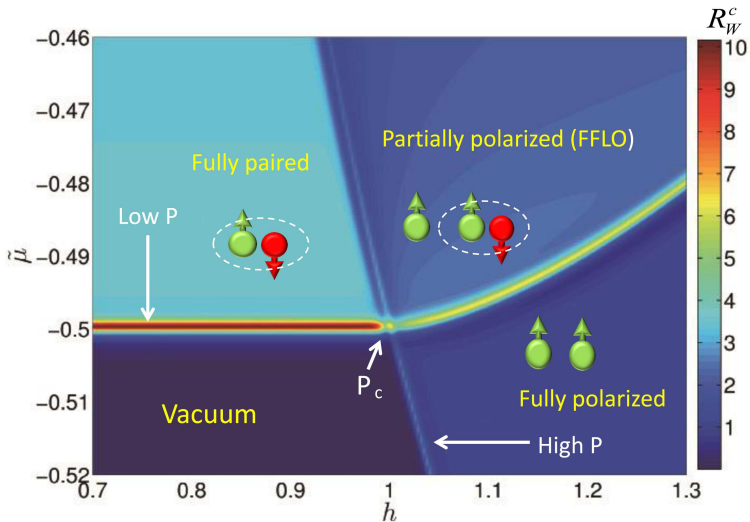 R_W^c
−0.46
10
−0.47
9
Partially polarized (FFLO)
8
Fully paired
−0.48
7
Low P
6
μ̃
−0.49
5
−0.5
4
3
P c
−0.51
Fully polarized
2
Vacuum
High P
1
−0.52
0.7
0.8
0.9
1
1.1
1.2
1.3
h